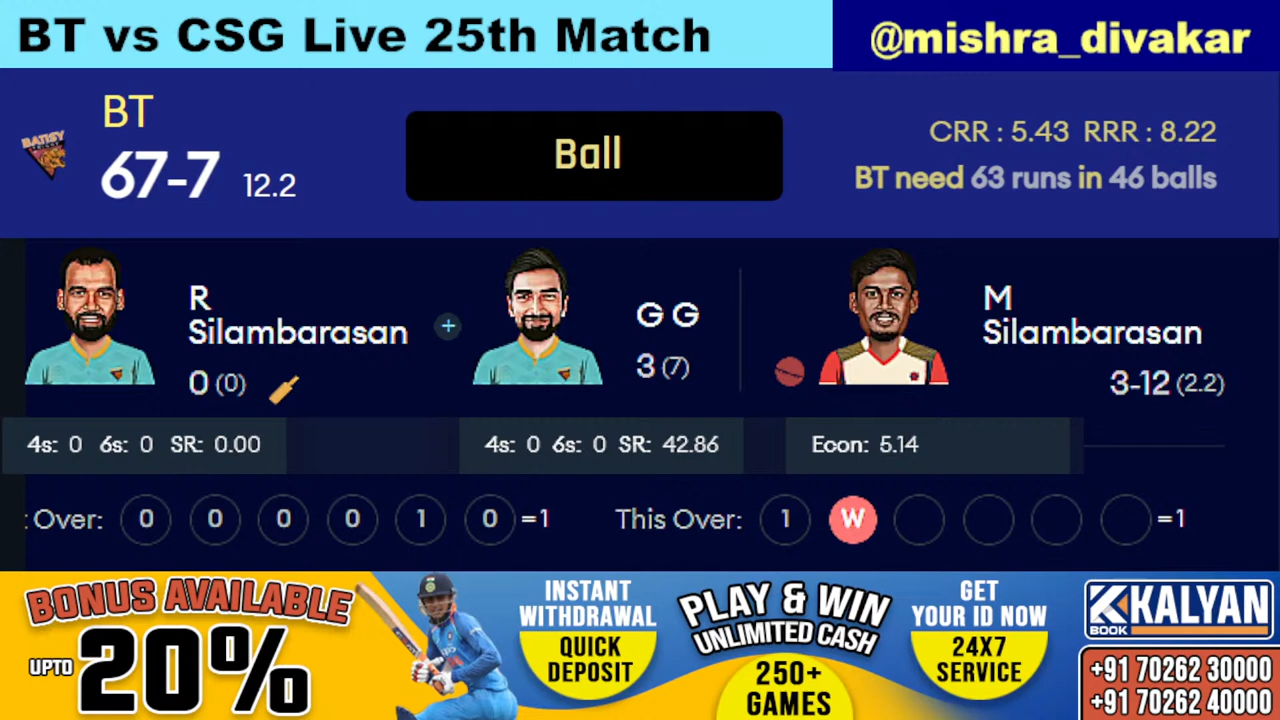 BT vs CSG Live 25th Match
@mishra_divakar
BT
67-7 12.2
BATISY
Ball
CRR : 5.43 RRR : 8.22
BT need 63 runs in 46 balls
R
Silambarasan
0 (0)
G G
3 (7)
M
Silambarasan
3-12 (2.2)
4s: 0 6s: 0 SR: 0.00
4s: 0 6s: 0 SR: 42.86
Econ: 5.14
: Over: 0 0 0 0 1 0 =1
This Over: 1 W =1
BONUS AVAILABLE
UPTO 20%
INSTANT
WITHDRAWAL
QUICK
DEPOSIT
PLAY & WIN
UNLIMITED CASH
250+
GAMES
GET
YOUR ID NOW
24X7
SERVICE
KALYAN
BOOK
+91 70262 30000
+91 70262 40000